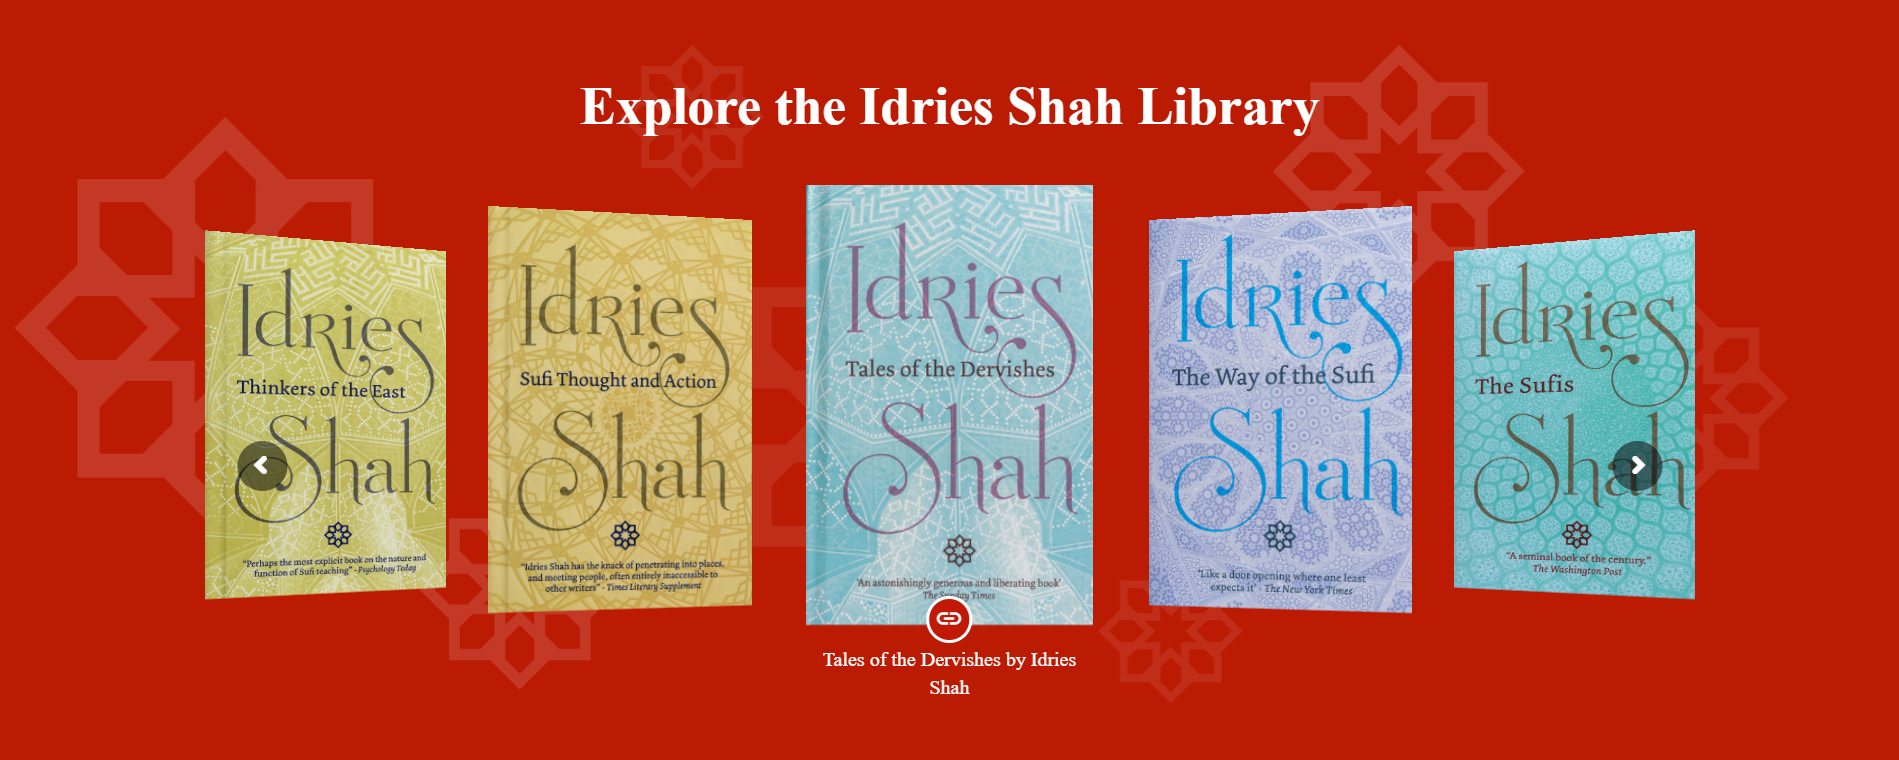 Explore the Idries Shah Library
Idries
Thinkers of the East
Shah
"Perhaps the most explicit book on the nature and
function of Sufi teaching" - Psychology Today
Idries
Sufi Thought and Action
Shah
"Idries Shah has the knack of penetrating into places,
and meeting people, often entirely inaccessible to
other writers" - Times Literary Supplement
Idries
Tales of the Dervishes
Shah
'An astonishingly generous and liberating book'
The Sunday Times
Idries
The Way of the Sufi
Shah
"Like a door opening where one least
expects it' - The New York Times
Idries
The Sufis
Shah
"A seminal book of the century."
The Washington Post
Tales of the Dervishes by Idries
Shah